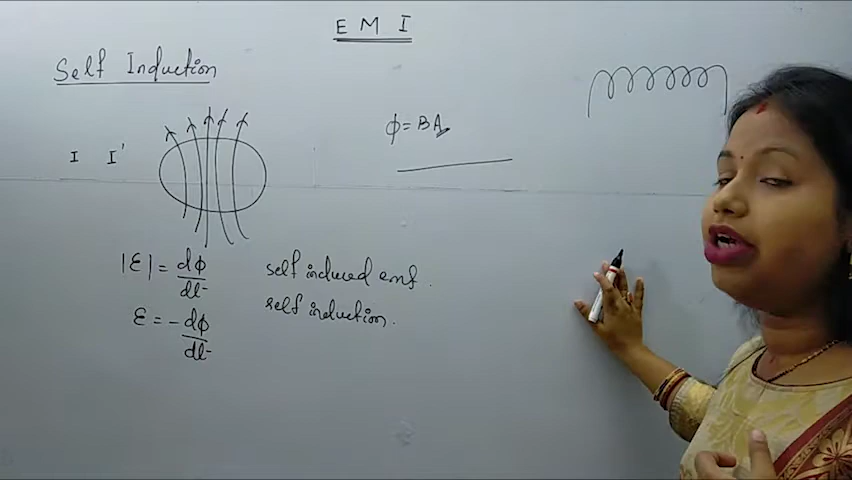 E M I
Self Induction
ϕ = BA
I I'
|ε| = dϕ/dt
self induced emf.
ε = - dϕ/dt
self induction.